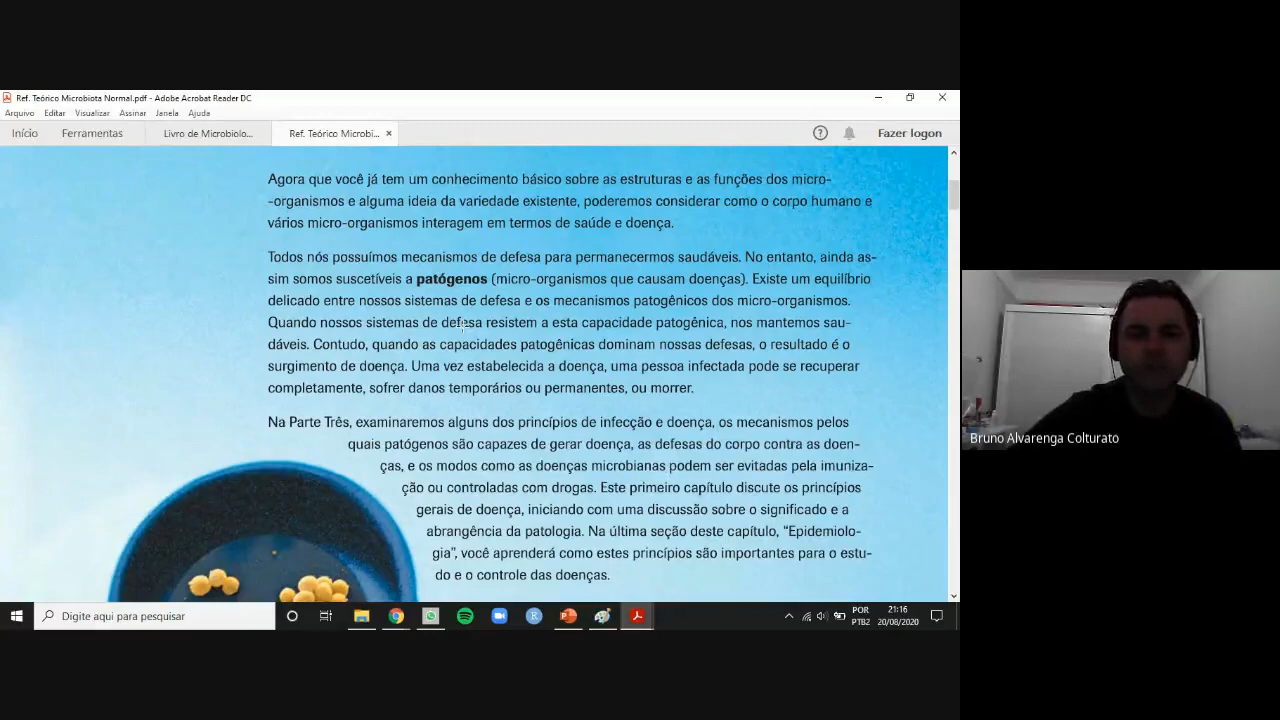 Ref. Teórico Microbiota Normal.pdf - Adobe Acrobat Reader DC
Arquivo Editar Visualizar Assinar Janela Ajuda
Início Ferramentas Livro de Microbiolo... Ref. Teórico Microbi... × ? Fazer logon
Agora que você já tem um conhecimento básico sobre as estruturas e as funções dos micro-
-organismos e alguma ideia da variedade existente, poderemos considerar como o corpo humano e
vários micro-organismos interagem em termos de saúde e doença.
Todos nós possuímos mecanismos de defesa para permanecermos saudáveis. No entanto, ainda as-
sim somos suscetíveis a patógenos (micro-organismos que causam doenças). Existe um equilíbrio
delicado entre nossos sistemas de defesa e os mecanismos patogênicos dos micro-organismos.
Quando nossos sistemas de defesa resistem a esta capacidade patogênica, nos mantemos sau-
dáveis. Contudo, quando as capacidades patogênicas dominam nossas defesas, o resultado é o
surgimento de doença. Uma vez estabelecida a doença, uma pessoa infectada pode se recuperar
completamente, sofrer danos temporários ou permanentes, ou morrer.
Na Parte Três, examinaremos alguns dos princípios de infecção e doença, os mecanismos pelos
quais patógenos são capazes de gerar doença, as defesas do corpo contra as doen-
ças, e os modos como as doenças microbianas podem ser evitadas pela imuniza-
ção ou controladas com drogas. Este primeiro capítulo discute os princípios
gerais de doença, iniciando com uma discussão sobre o significado e a
abrangência da patologia. Na última seção deste capítulo, “Epidemiolo-
gia”, você aprenderá como estes princípios são importantes para o estu-
do e o controle das doenças.
Bruno Alvarenga Colturato
Digite aqui para pesquisar
R
P
POR
PTB2
21:16
20/08/2020